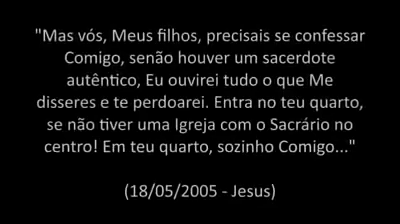 "Mas vós, Meus filhos, precisais se confessar
Comigo, senão houver um sacerdote
autêntico, Eu ouvirei tudo o que Me
disseres e te perdoarei. Entra no teu quarto,
se não tiver uma Igreja com o Sacrário no
centro! Em teu quarto, sozinho Comigo..."
(18/05/2005 - Jesus)